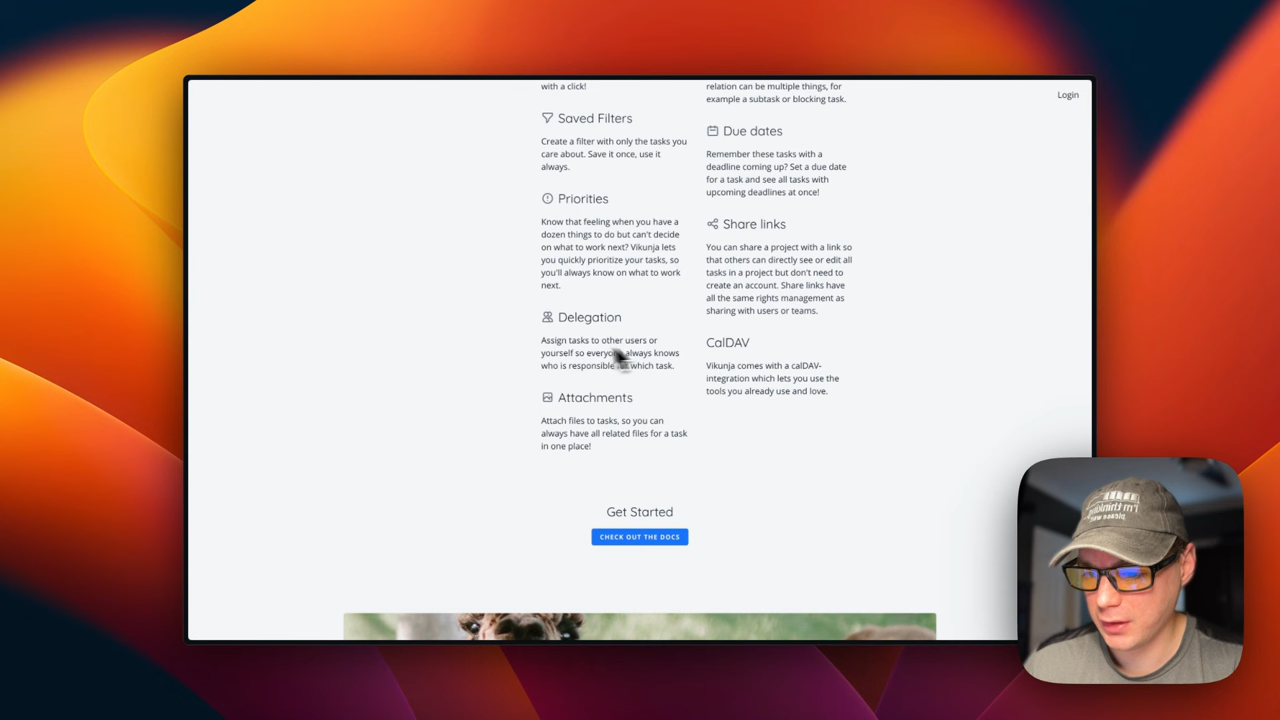 Login
with a click!
Saved Filters
Create a filter with only the tasks you
care about. Save it once, use it
always.
Priorities
Know that feeling when you have a
dozen things to do but can't decide
on what to work next? Vikunja lets
you quickly prioritize your tasks, so
you'll always know on what to work
next.
Delegation
Assign tasks to other users or
yourself so always knows
who is responsible which task.
Attachments
Attach files to tasks, so you can
always have all related files for a task
in one place!
relation can be multiple things, for
example a subtask or blocking task.
Due dates
Remember these tasks with a
deadline coming up? Set a due date
for a task and see all tasks with
upcoming deadlines at once!
Share links
You can share a project with a link so
that others can directly see or edit all
tasks in a project but don't need to
create an account. Share links have
all the same rights management as
sharing with users or teams.
CalDAV
Vikunja comes with a calDAV-
integration which lets you use the
tools you already use and love.
Get Started
CHECK OUT THE DOCS